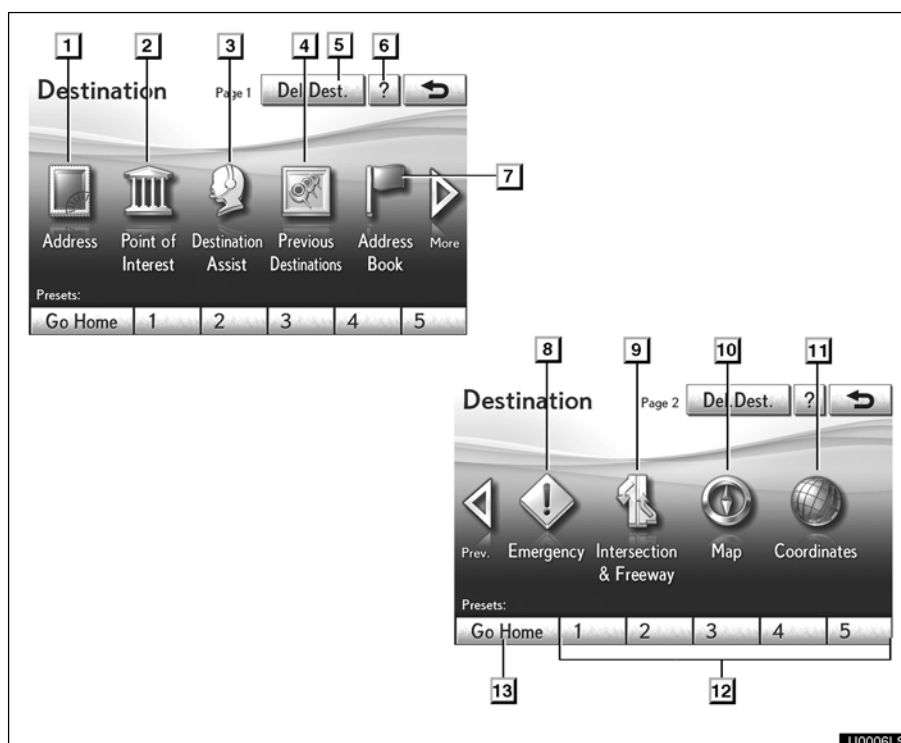 1 2 3 4 5 6
Destination Page 1 Del.Dest. ?
7
Address Point of Interest Destination Assist Previous Destinations Address Book More
Presets:
Go Home 1 2 3 4 5
8 9 10 11
Destination Page 2 Del.Dest. ?
Prev. Emergency Intersection & Freeway Map Coordinates
Presets:
Go Home 1 2 3 4 5
13 12